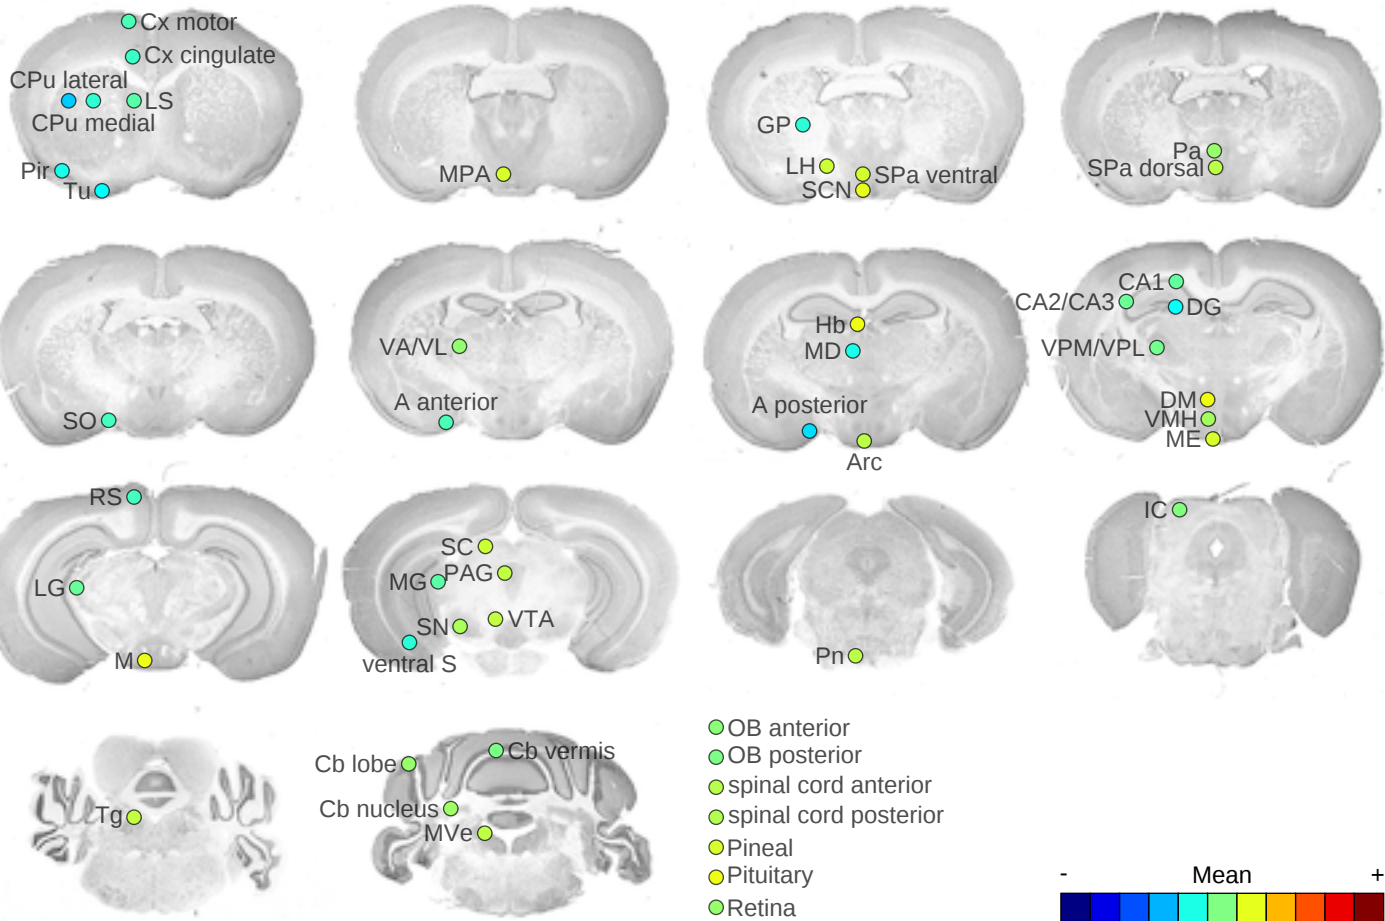 Cx motor
Cx cingulate
CPu lateral
LS
CPu medial
Pir
Tu
MPA
GP
LH
SPa ventral
SCN
Pa
SPa dorsal
SO
VA/VL
A anterior
Hb
MD
A posterior
Arc
CA1
CA2/CA3
DG
VPM/VPL
DM
VMH
ME
RS
LG
M
SC
MG
PAG
SN
VTA
ventral S
Pn
IC
Tg
Cb lobe
Cb vermis
Cb nucleus
MVe
OB anterior
OB posterior
spinal cord anterior
spinal cord posterior
Pineal
Pituitary
Retina
- Mean +